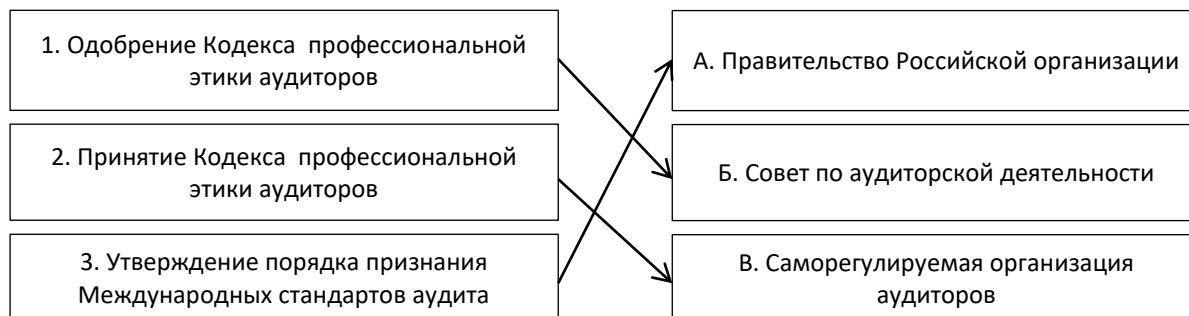 1. Одобрение Кодекса профессиональной
этики аудиторов
2. Принятие Кодекса профессиональной
этики аудиторов
3. Утверждение порядка признания
Международных стандартов аудита
А. Правительство Российской организации
Б. Совет по аудиторской деятельности
В. Саморегулируемая организация
аудиторов